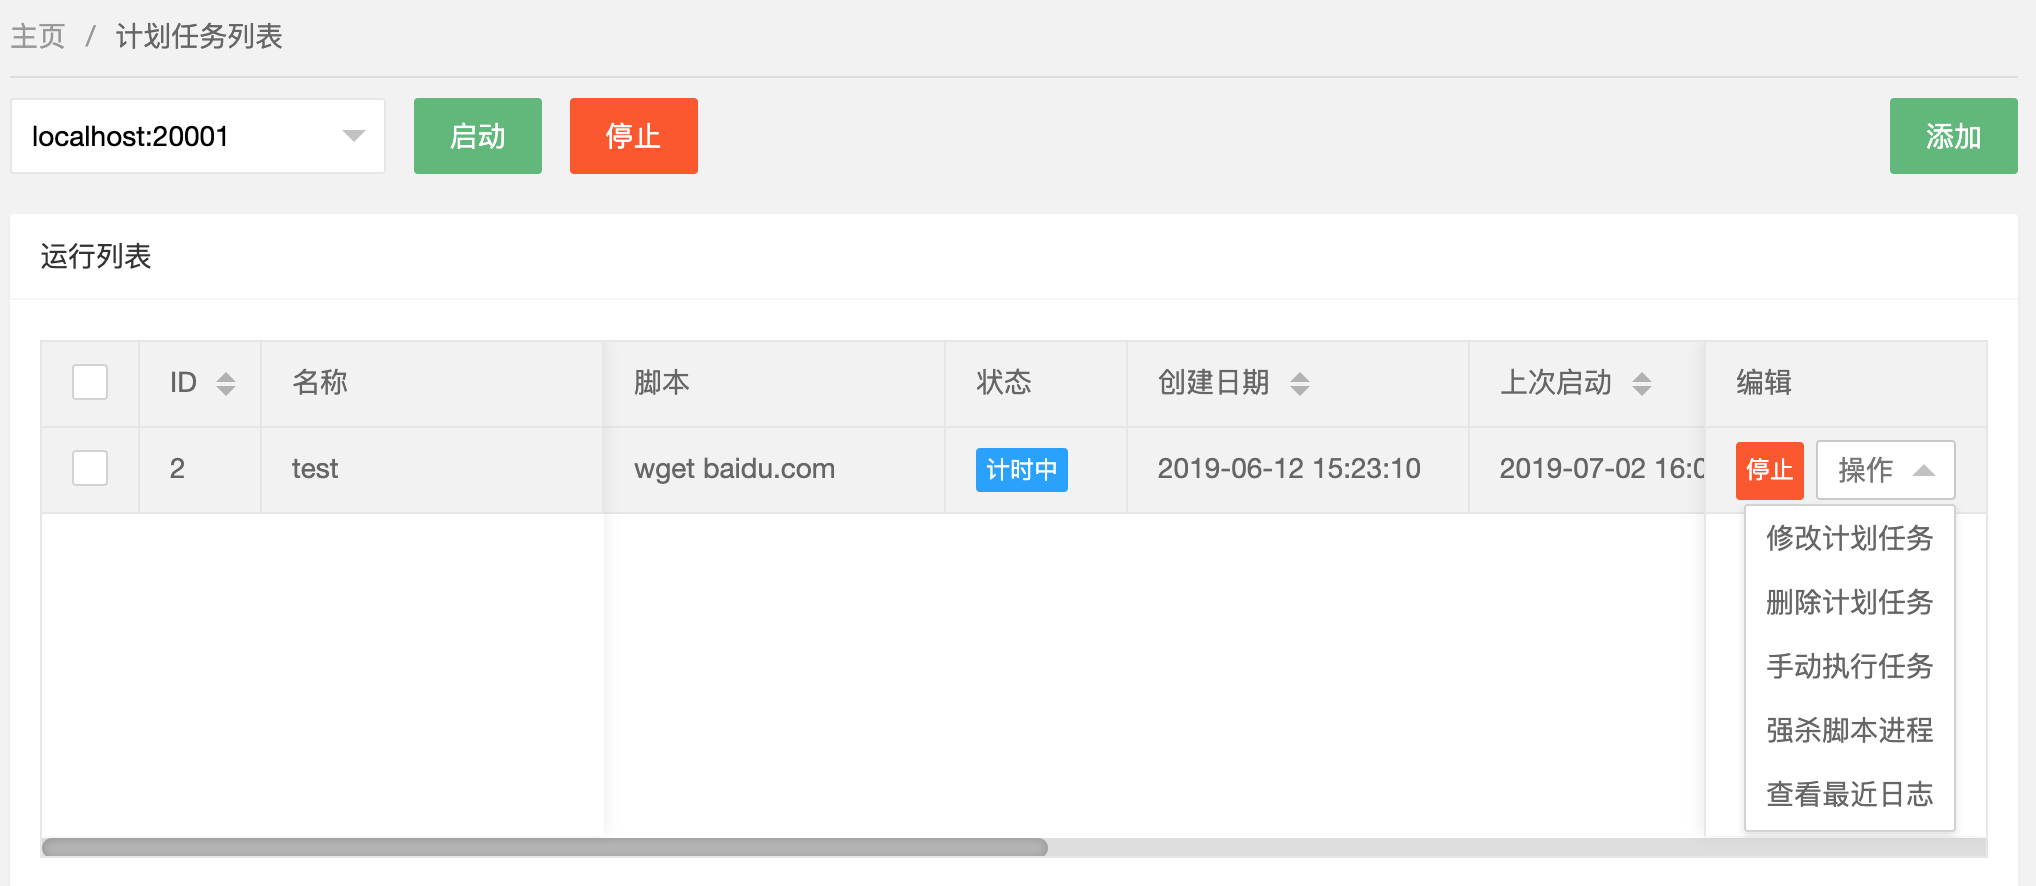 主页 / 计划任务列表
localhost:20001 启动 停止 添加
运行列表
ID 名称 脚本 状态 创建日期 上次启动 编辑
2 test wget baidu.com 计时中 2019-06-12 15:23:10 2019-07-02 16: 停止 操作
修改计划任务
删除计划任务
手动执行任务
强杀脚本进程
查看最近日志